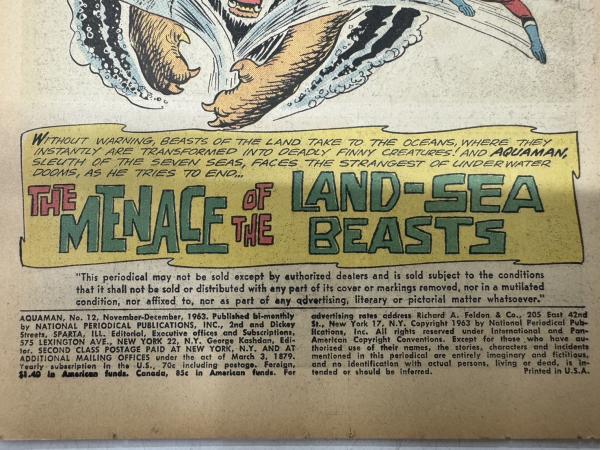 WITHOUT WARNING, BEASTS OF THE LAND TAKE TO THE OCEANS, WHERE THEY
INSTANTLY ARE TRANSFORMED INTO DEADLY FINNY CREATURES! AND AQUAMAN,
SLEUTH OF THE SEVEN SEAS, FACES THE STRANGEST OF UNDERWATER
DOOMS, AS HE TRIES TO END...
THE MENACE OF THE LAND-SEA BEASTS
"This periodical may not be sold except by authorized dealers and is sold subject to the conditions
that it shall not be sold or distributed with any part of its cover or markings removed, nor in a mutilated
condition, nor affixed to, nor as part of any advertising, literary or pictorial matter whatsoever."
AQUAMAN, No. 12, November-December, 1963. Published bi-monthly
by NATIONAL PERIODICAL PUBLICATIONS, INC., 2nd and Dickey
Streets, SPARTA, ILL. Editorial, Executive offices and Subscriptions,
575 LEXINGTON AVE., NEW YORK 22, N.Y. George Kashdan, Edi-
tor. SECOND CLASS POSTAGE PAID AT NEW YORK, N.Y. AND AT
ADDITIONAL MAILING OFFICES under the act of March 3, 1879.
Yearly subscription in the U.S., 70c including postage. Foreign,
$1.40 in American funds. Canada, 85c in American funds. For
advertising rates address Richard A. Feldon & Co., 205 East 42nd
St., New York 17, N.Y. Copyright 1963 by National Periodical Pub-
lications, Inc. All rights reserved under International and Pan-
American Copyright Conventions. Except for those who have au-
thorized use of their names, the stories, characters and incidents
mentioned in this periodical are entirely imaginary and fictitious,
and no identification with actual persons, living or dead, is in-
tended or should be inferred. Printed in U.S.A.